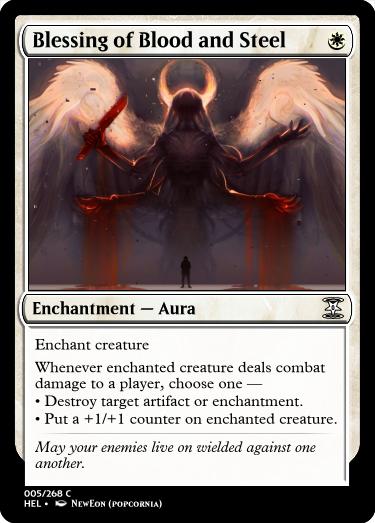 Blessing of Blood and Steel
Enchantment — Aura
Enchant creature
Whenever enchanted creature deals combat
damage to a player, choose one —
• Destroy target artifact or enchantment.
• Put a +1/+1 counter on enchanted creature.
May your enemies live on wielded against one
another.
005/268 C
HEL • NewEon (popcornia)